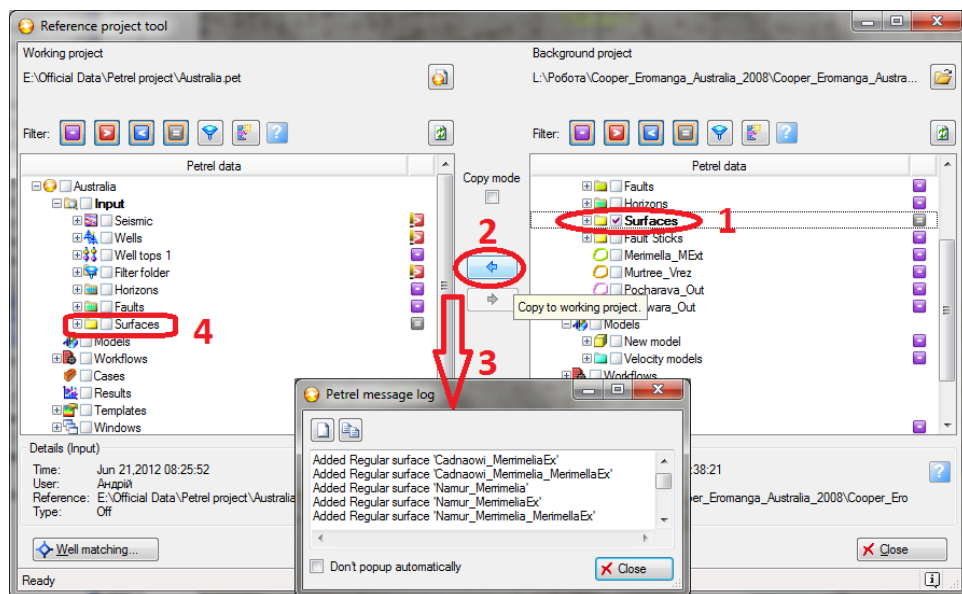 Reference project tool
Working project
Background project
E:\Official Data\Petrel project\Australia.pet
L:\Робота\Cooper_Eromanga_Australia_2008\Cooper_Eromanga_Austra...
Filter:
Filter:
Petrel data
Petrel data
Australia
Input
Seismic
Wells
Well tops 1
Filter folder
Horizons
Faults
Surfaces
4
Models
Workflows
Cases
Results
Templates
Windows
Copy mode
2
Copy to working project.
3
Faults
Horizons
Surfaces
1
Fault Sticks
Merimella_MExt
Murtree_Vrez
Pocharava_Out
wara_Out
Models
New model
Velocity models
Workflows
Details (Input)
Time: Jun 21,2012 08:25:52
User: Андрій
Reference: E:\Official Data\Petrel project\Australia
Type: Off
:38:21
er_Eromanga_Australia_2008\Cooper_Ero
Petrel message log
Added Regular surface 'Cadnaowi_MerrimeliaEx'
Added Regular surface 'Cadnaowi_Merrimelia_MerimellaEx'
Added Regular surface 'Namur_Merrimelia'
Added Regular surface 'Namur_MerrimeliaEx'
Added Regular surface 'Namur_Merrimelia_MerimellaEx'
Don't popup automatically
Close
Well matching...
Close
Ready